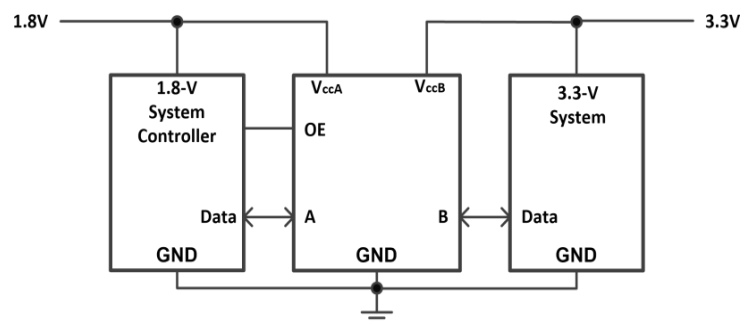 1.8V
3.3V
1.8-V
System
Controller
VccA
VccB
3.3-V
System
OE
Data
A
B
Data
GND
GND
GND